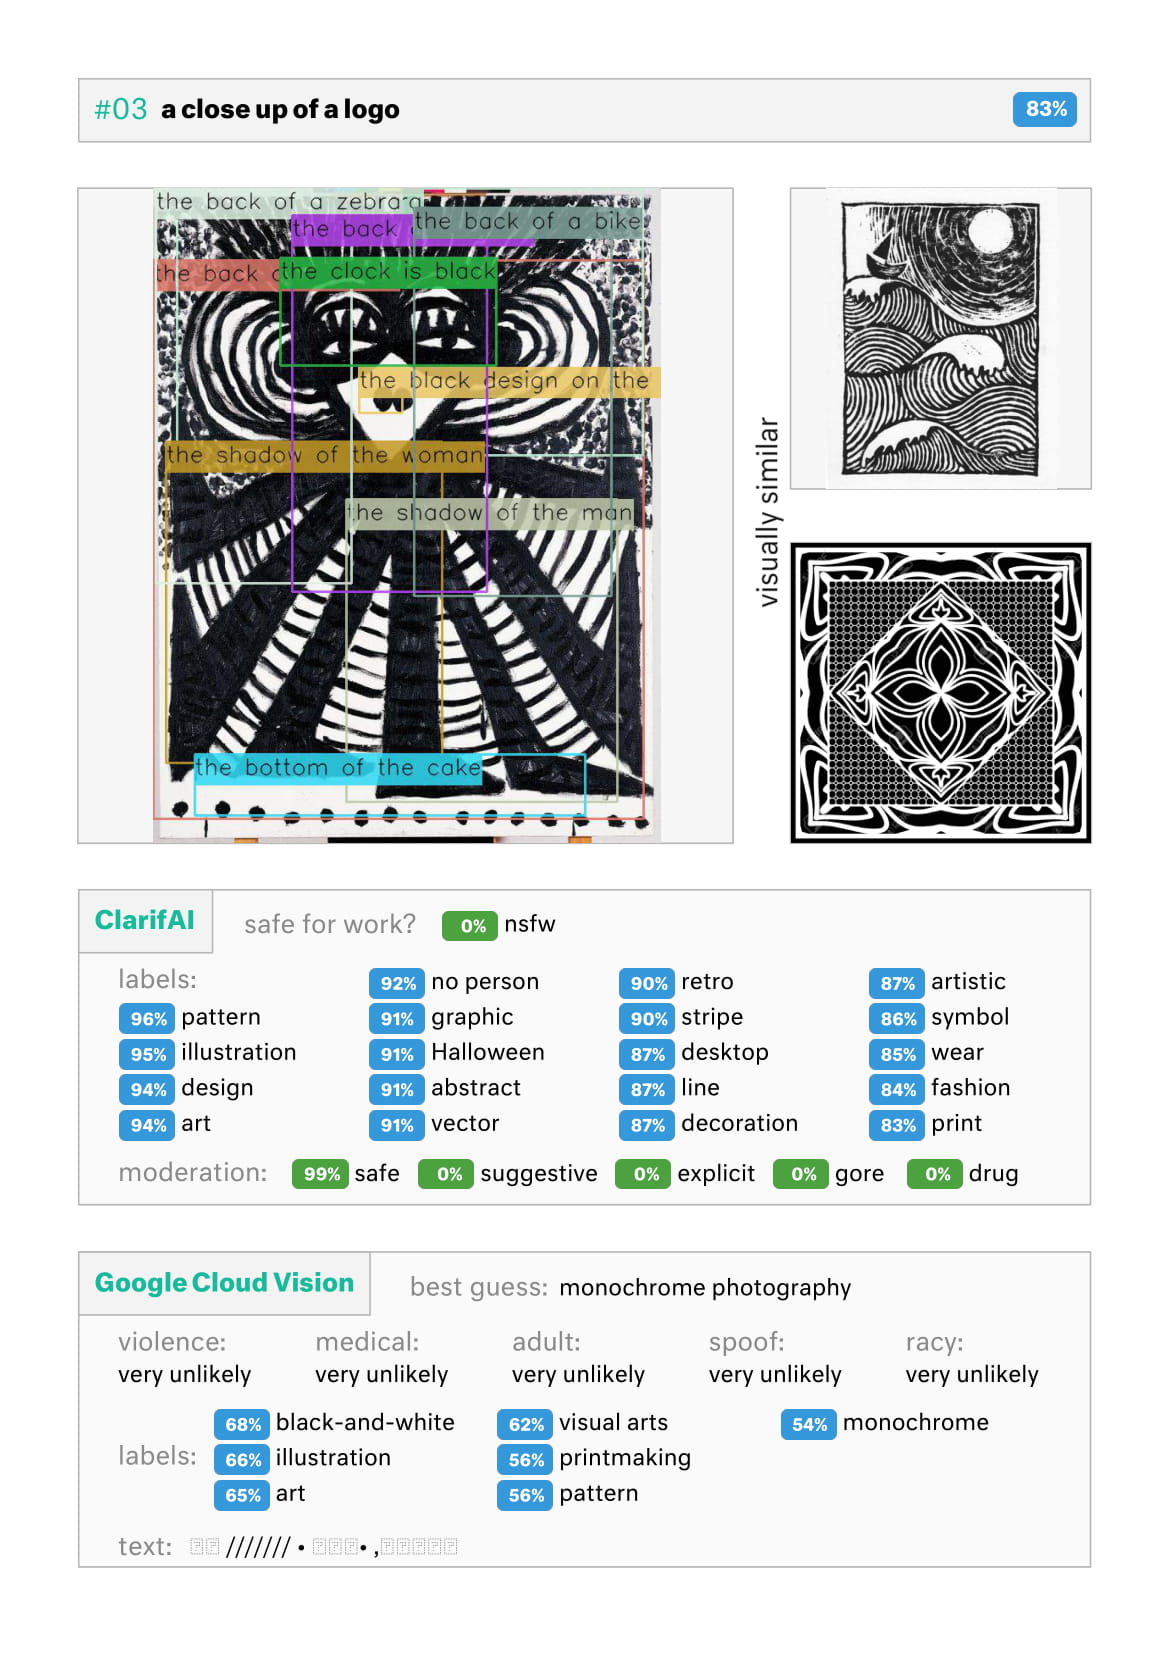 #03 a close up of a logo 83%
the back of a zebra
the back
the back of a bike
the back
the clock is black
the black design on the
the shadow of the woman
the shadow of the man
the bottom of the cake
visually similar
ClarifAI
safe for work? 0% nsfw
labels:
96% pattern
95% illustration
94% design
94% art
92% no person
91% graphic
91% Halloween
91% abstract
91% vector
90% retro
90% stripe
87% desktop
87% line
87% decoration
87% artistic
86% symbol
85% wear
84% fashion
83% print
moderation: 99% safe 0% suggestive 0% explicit 0% gore 0% drug
Google Cloud Vision
best guess: monochrome photography
violence: very unlikely
medical: very unlikely
adult: very unlikely
spoof: very unlikely
racy: very unlikely
labels:
68% black-and-white
66% illustration
65% art
62% visual arts
56% printmaking
56% pattern
54% monochrome
text: /////// • • ,